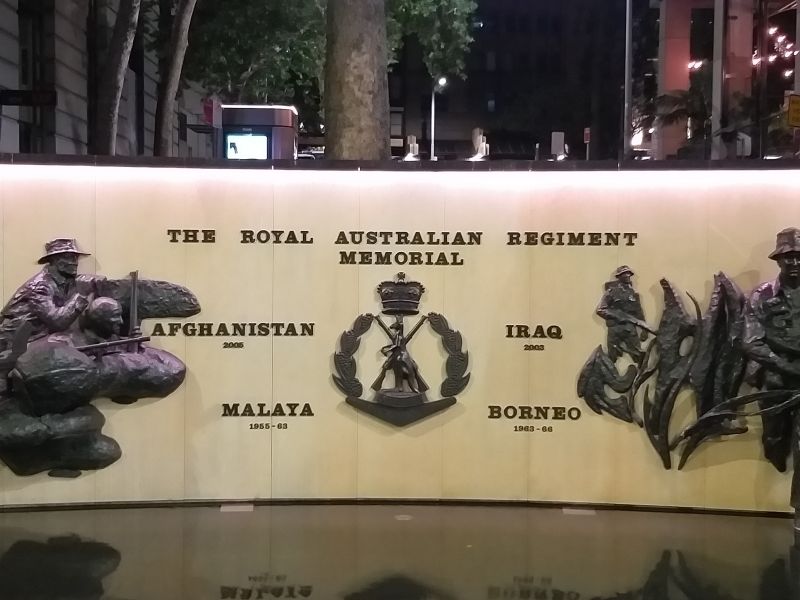 THE ROYAL AUSTRALIAN REGIMENT
MEMORIAL
AFGHANISTAN
2005
IRAQ
2003
MALAYA
1955-63
BORNEO
1963-66